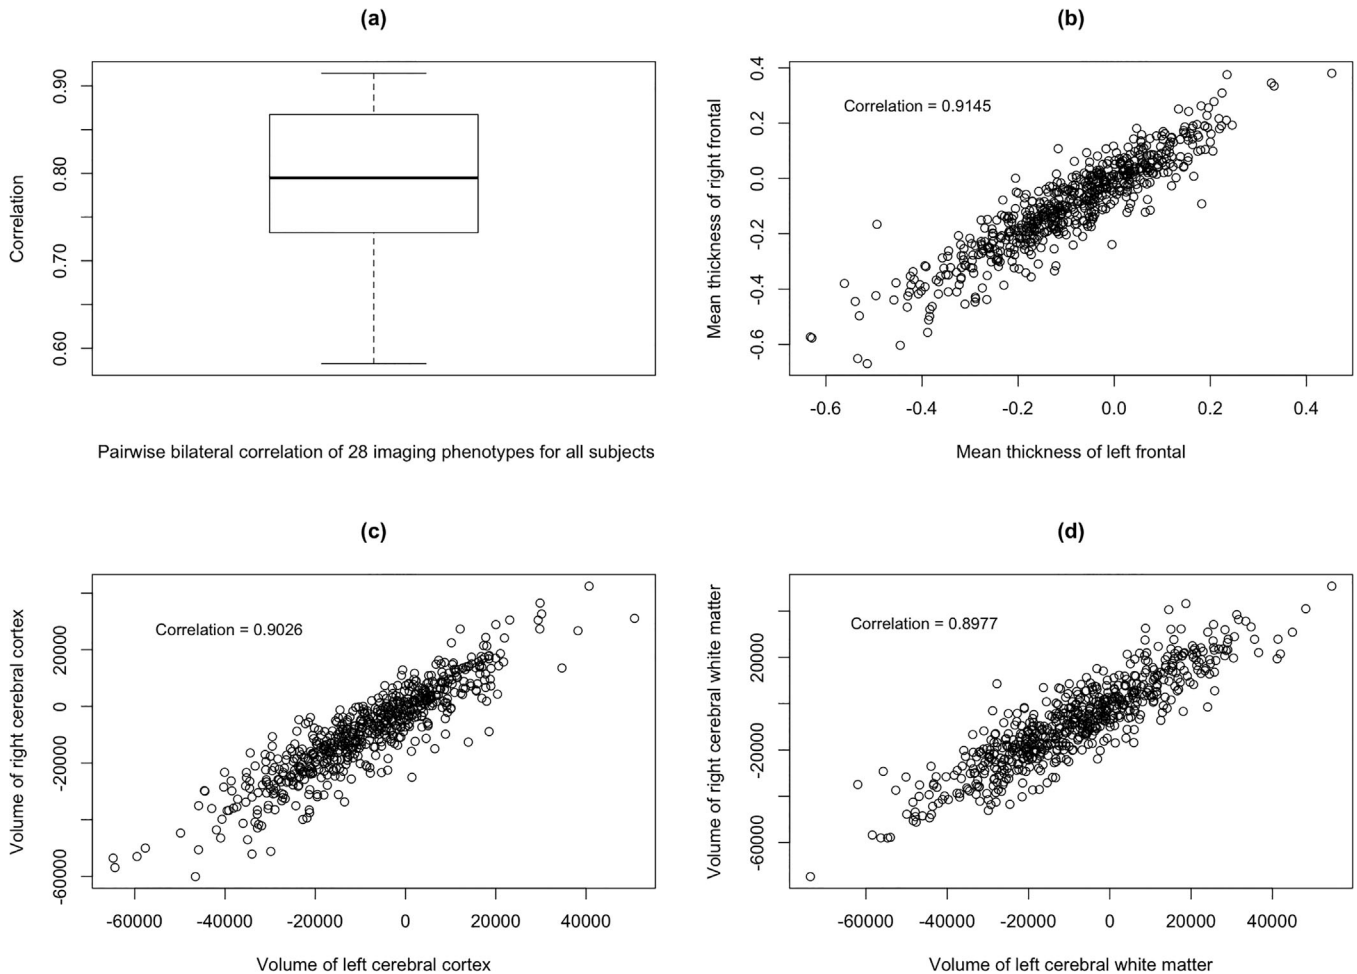 (a)
Correlation
0.90
0.80
0.70
0.60
Pairwise bilateral correlation of 28 imaging phenotypes for all subjects
(b)
Mean thickness of right frontal
0.4
0.2
0.0
-0.2
-0.4
-0.6
Correlation = 0.9145
-0.6 -0.4 -0.2 0.0 0.2 0.4
Mean thickness of left frontal
(c)
Volume of right cerebral cortex
20000
0
-20000
-60000
Correlation = 0.9026
-60000 -40000 -20000 0 20000 40000
Volume of left cerebral cortex
(d)
Volume of right cerebral white matter
20000
-20000
-60000
Correlation = 0.8977
-60000 -40000 -20000 0 20000 40000
Volume of left cerebral white matter